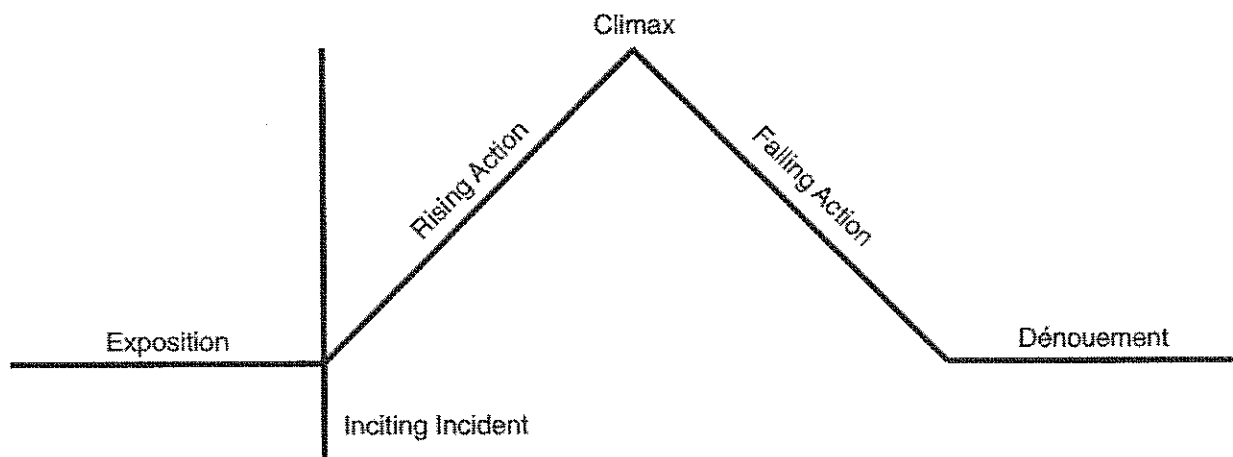 Climax
Rising Action
Falling Action
Exposition
Dénouement
Inciting Incident